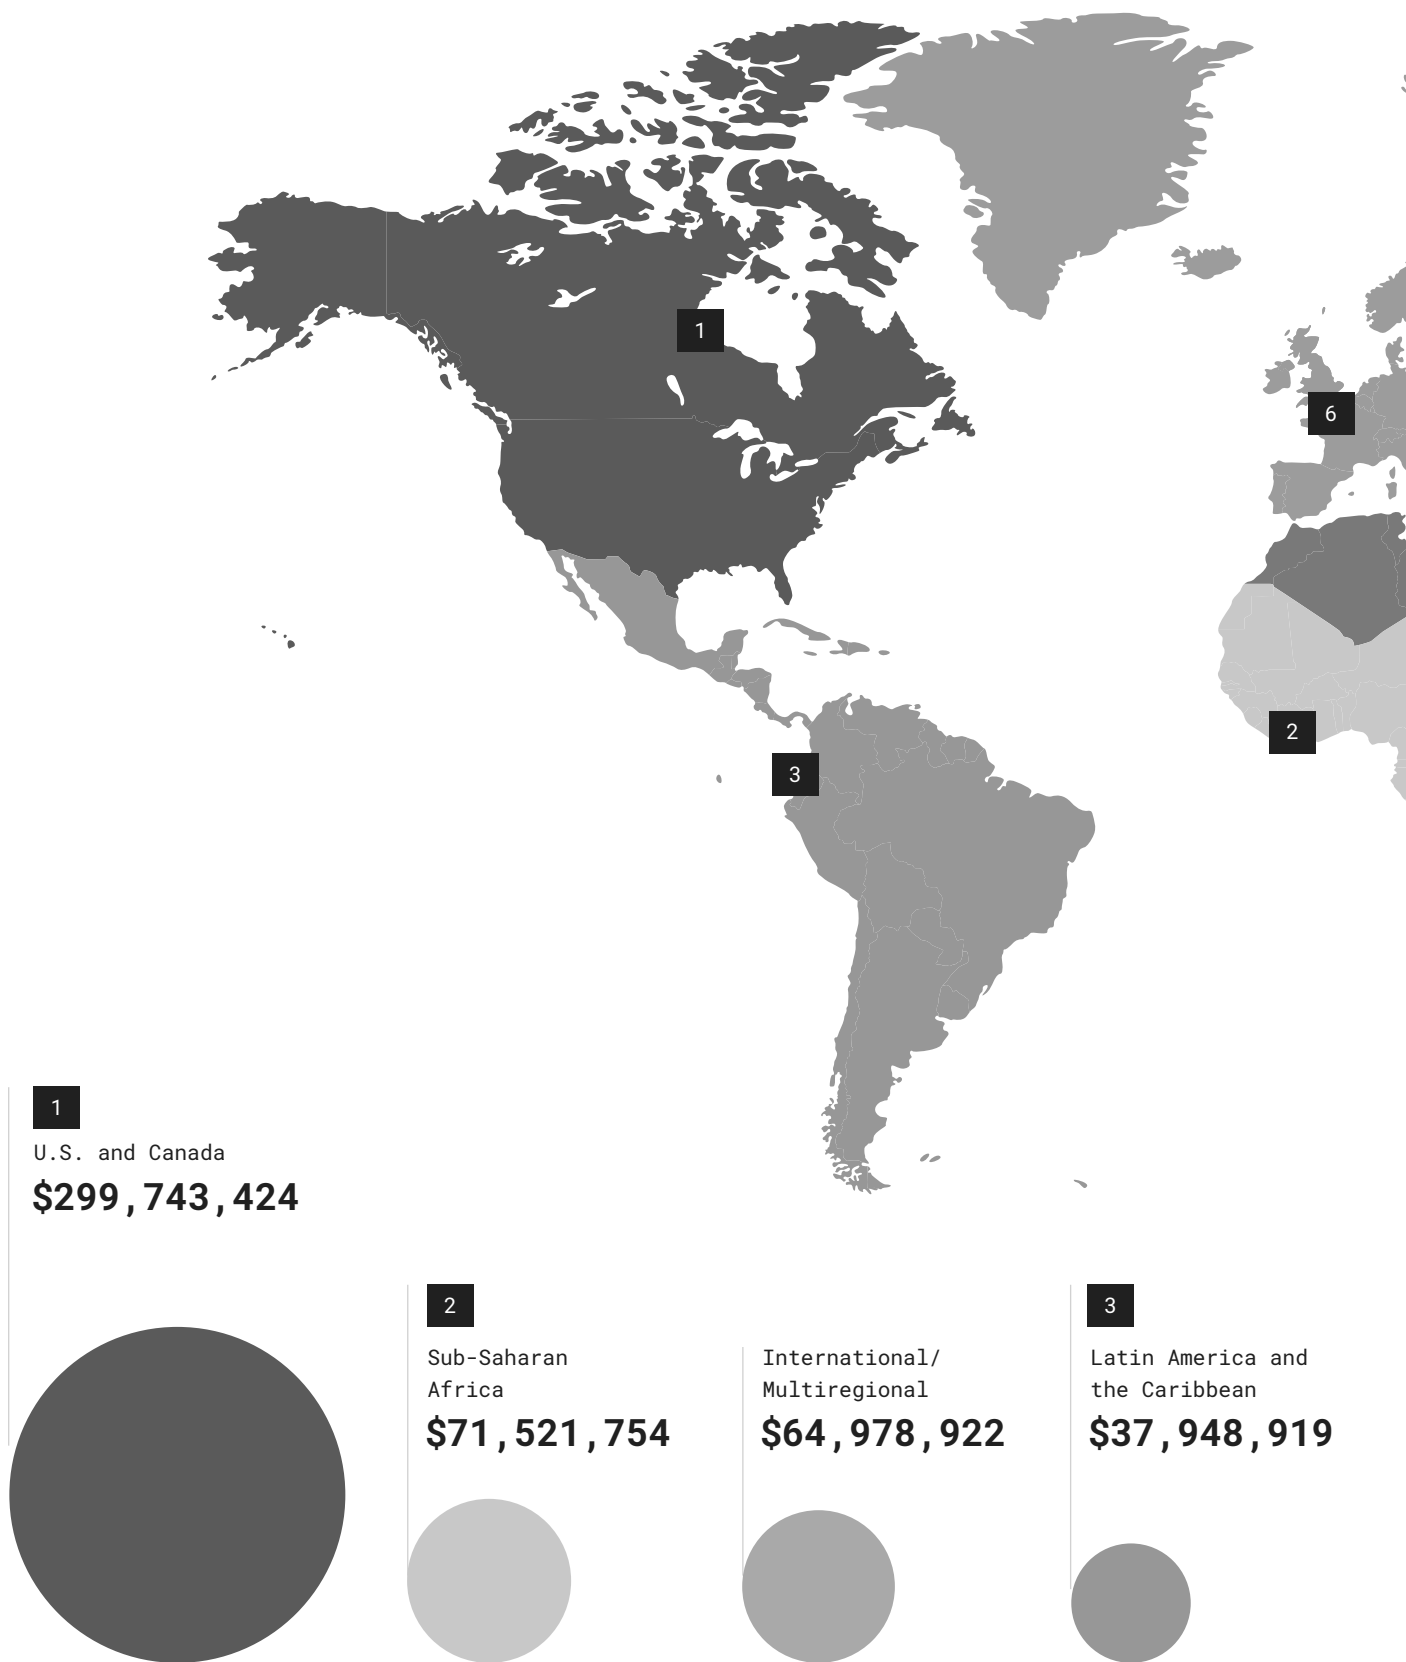 1
6
2
3
1
U.S. and Canada
$299,743,424
2
Sub-Saharan
Africa
$71,521,754
International/
Multiregional
$64,978,922
3
Latin America and
the Caribbean
$37,948,919